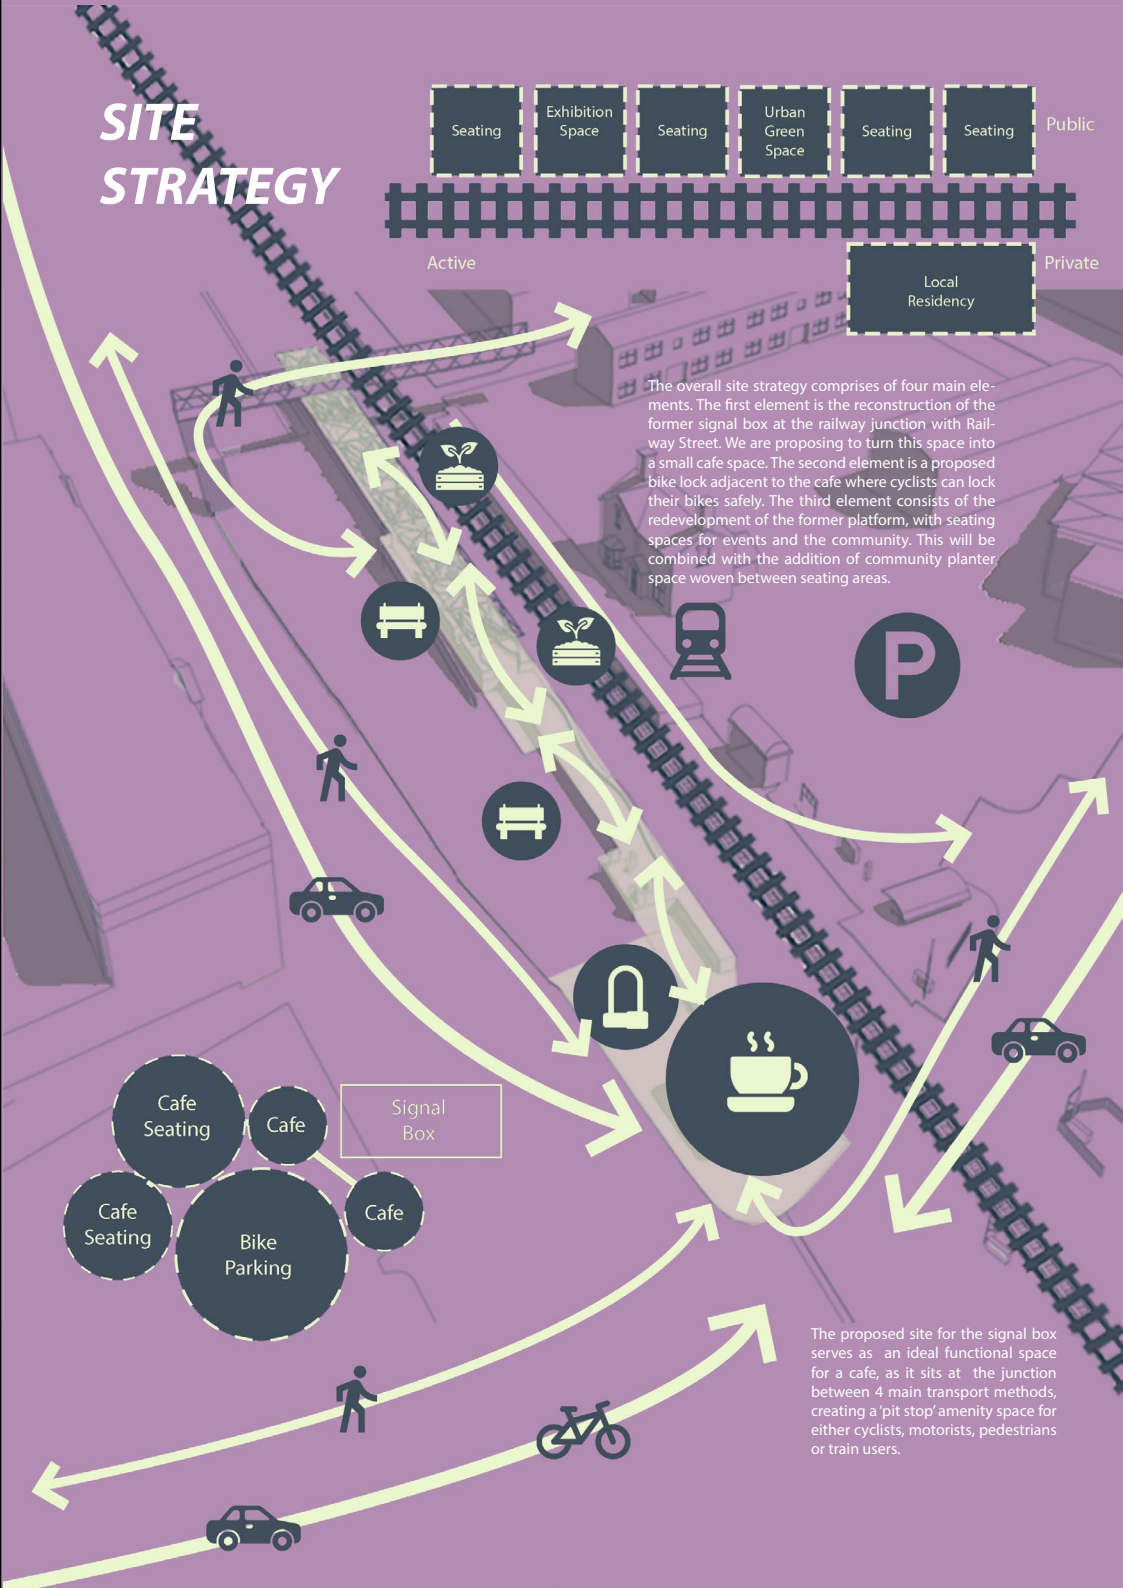 SITE
STRATEGY
Seating
Exhibition
Space
Seating
Urban
Green
Space
Seating
Seating
Public
Active
Private
Local
Residency
The overall site strategy comprises of four main ele-
ments. The first element is the reconstruction of the
former signal box at the railway junction with Rail-
way Street. We are proposing to turn this space into
a small cafe space. The second element is a proposed
bike lock adjacent to the cafe where cyclists can lock
their bikes safely. The third element consists of the
redevelopment of the former platform, with seating
spaces for events and the community. This will be
combined with the addition of community planter
space woven between seating areas.
P
Cafe
Seating
Cafe
Signal
Box
Cafe
Seating
Bike
Parking
Cafe
The proposed site for the signal box
serves as an ideal functional space
for a cafe, as it sits at the junction
between 4 main transport methods,
creating a 'pit stop' amenity space for
either cyclists, motorists, pedestrians
or train users.